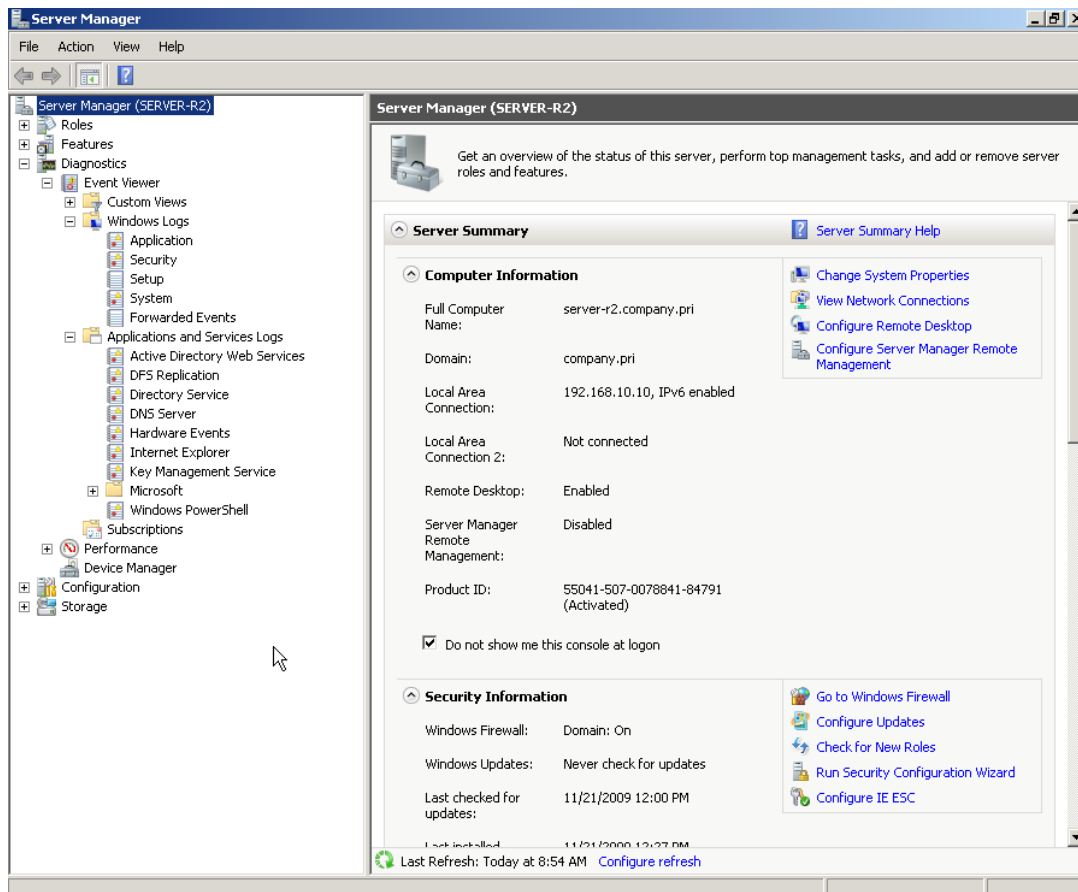 Server Manager
File Action View Help
Server Manager (SERVER-R2)
Roles
Features
Diagnostics
Event Viewer
Custom Views
Windows Logs
Application
Security
Setup
System
Forwarded Events
Applications and Services Logs
Active Directory Web Services
DFS Replication
Directory Service
DNS Server
Hardware Events
Internet Explorer
Key Management Service
Microsoft
Windows PowerShell
Subscriptions
Performance
Device Manager
Configuration
Storage
Server Manager (SERVER-R2)
Get an overview of the status of this server, perform top management tasks, and add or remove server
roles and features.
Server Summary
Server Summary Help
Computer Information
Full Computer Name: server-r2.company.pri
Domain: company.pri
Local Area Connection: 192.168.10.10, IPv6 enabled
Local Area Connection 2: Not connected
Remote Desktop: Enabled
Server Manager Remote Management: Disabled
Product ID: 55041-507-0078841-84791
(Activated)
Do not show me this console at logon
Change System Properties
View Network Connections
Configure Remote Desktop
Configure Server Manager Remote
Management
Security Information
Windows Firewall: Domain: On
Windows Updates: Never check for updates
Last checked for updates: 11/21/2009 12:00 PM
Last installed 11/21/2009 12:27 PM
Go to Windows Firewall
Configure Updates
Check for New Roles
Run Security Configuration Wizard
Configure IE ESC
Last Refresh: Today at 8:54 AM Configure refresh